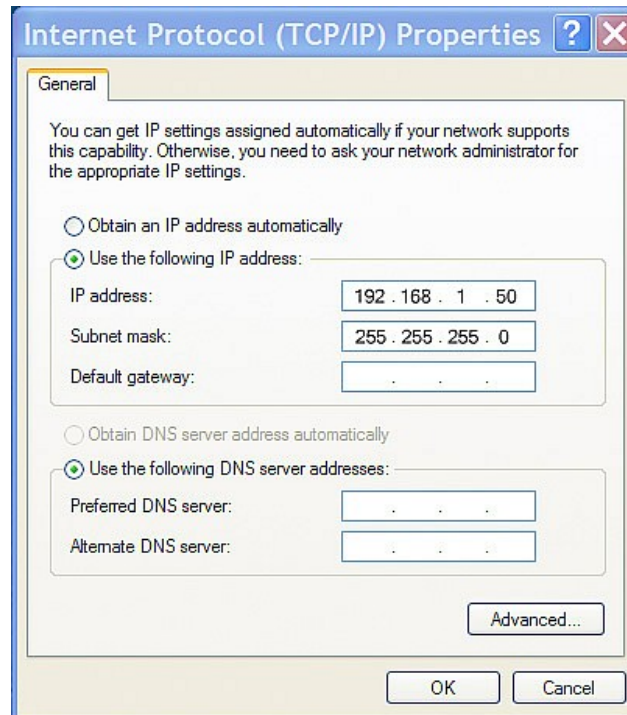 Internet Protocol (TCP/IP) Properties ? X
General
You can get IP settings assigned automatically if your network supports
this capability. Otherwise, you need to ask your network administrator for
the appropriate IP settings.
Obtain an IP address automatically
Use the following IP address:
IP address: 192 . 168 . 1 . 50
Subnet mask: 255 . 255 . 255 . 0
Default gateway: . . .
Obtain DNS server address automatically
Use the following DNS server addresses:
Preferred DNS server: . . .
Alternate DNS server: . . .
Advanced...
OK Cancel